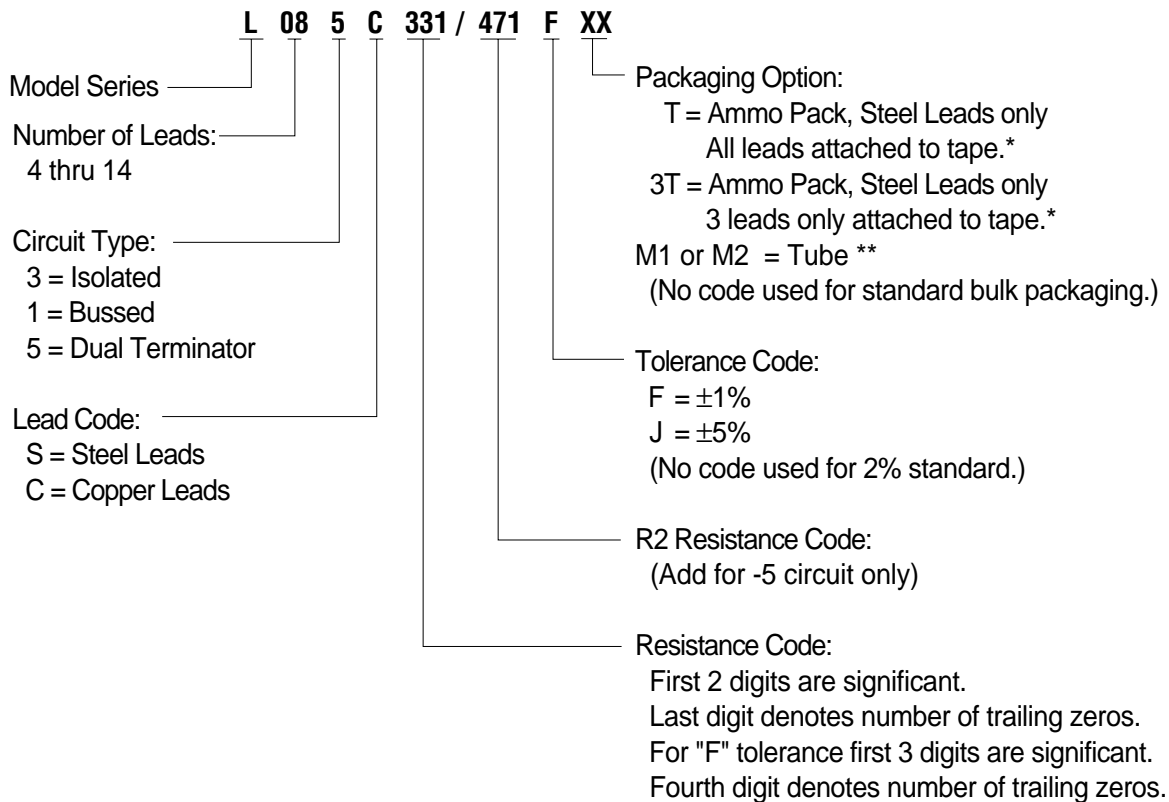 L 08 5 C 331 / 471 F XX
Model Series
Number of Leads:
4 thru 14
Circuit Type:
3 = Isolated
1 = Bussed
5 = Dual Terminator
Lead Code:
S = Steel Leads
C = Copper Leads
Packaging Option:
T = Ammo Pack, Steel Leads only
All leads attached to tape.*
3T = Ammo Pack, Steel Leads only
3 leads only attached to tape.*
M1 or M2 = Tube **
(No code used for standard bulk packaging.)
Tolerance Code:
F = ±1%
J = ±5%
(No code used for 2% standard.)
R2 Resistance Code:
(Add for -5 circuit only)
Resistance Code:
First 2 digits are significant.
Last digit denotes number of trailing zeros.
For "F" tolerance first 3 digits are significant.
Fourth digit denotes number of trailing zeros.